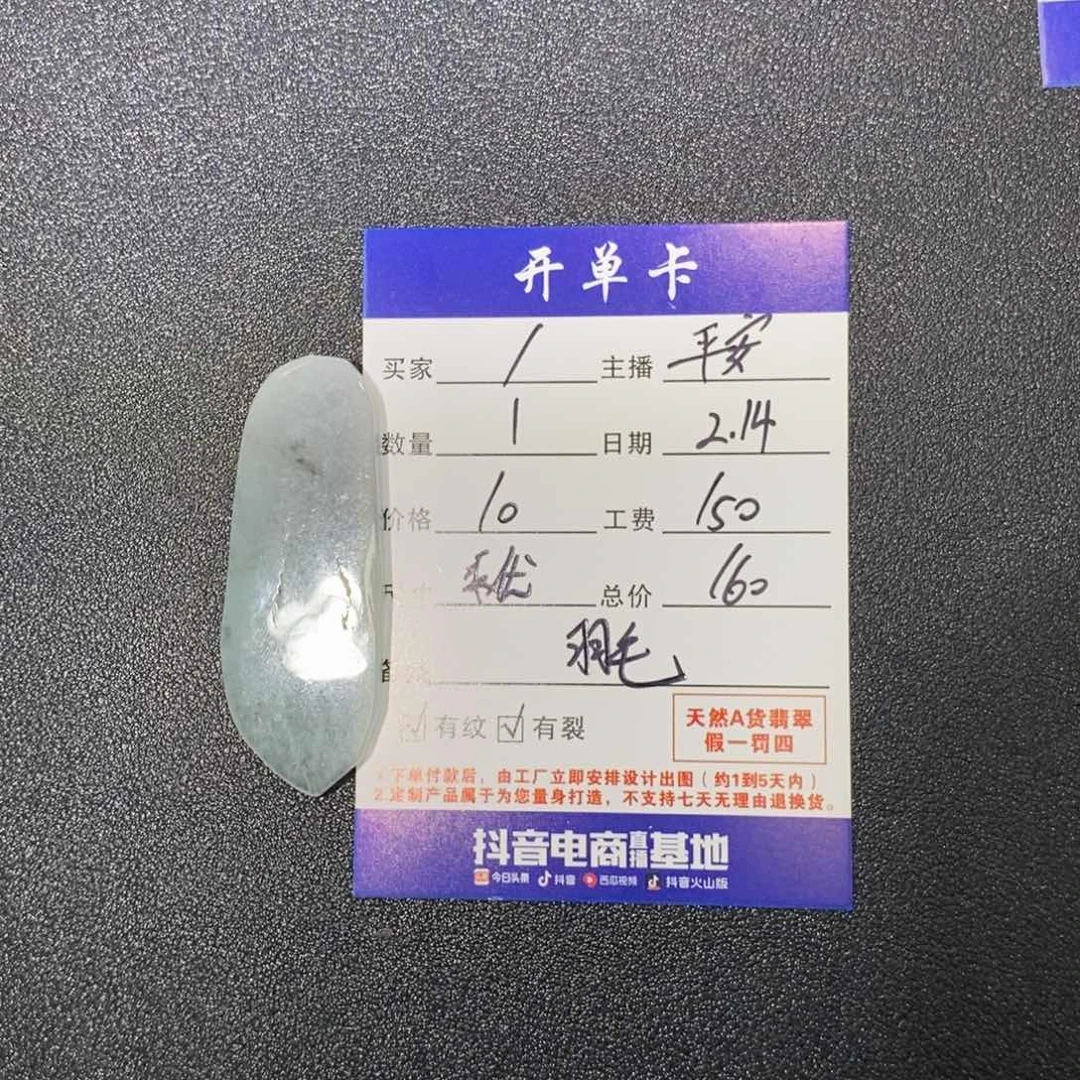 开单卡
买家 / 主播 平安
数量 1 日期 2.14
价格 10 工费 150
总价 160
羽毛
☑有纹 ☑有裂
天然A货翡翠
假一罚四
1.下单付款后，由工厂立即安排设计出图（约1到5天内）
2.定制产品属于为您量身打造，不支持七天无理由退换货。
抖音电商直播基地
今日头条 抖音 西瓜视频 抖音火山版